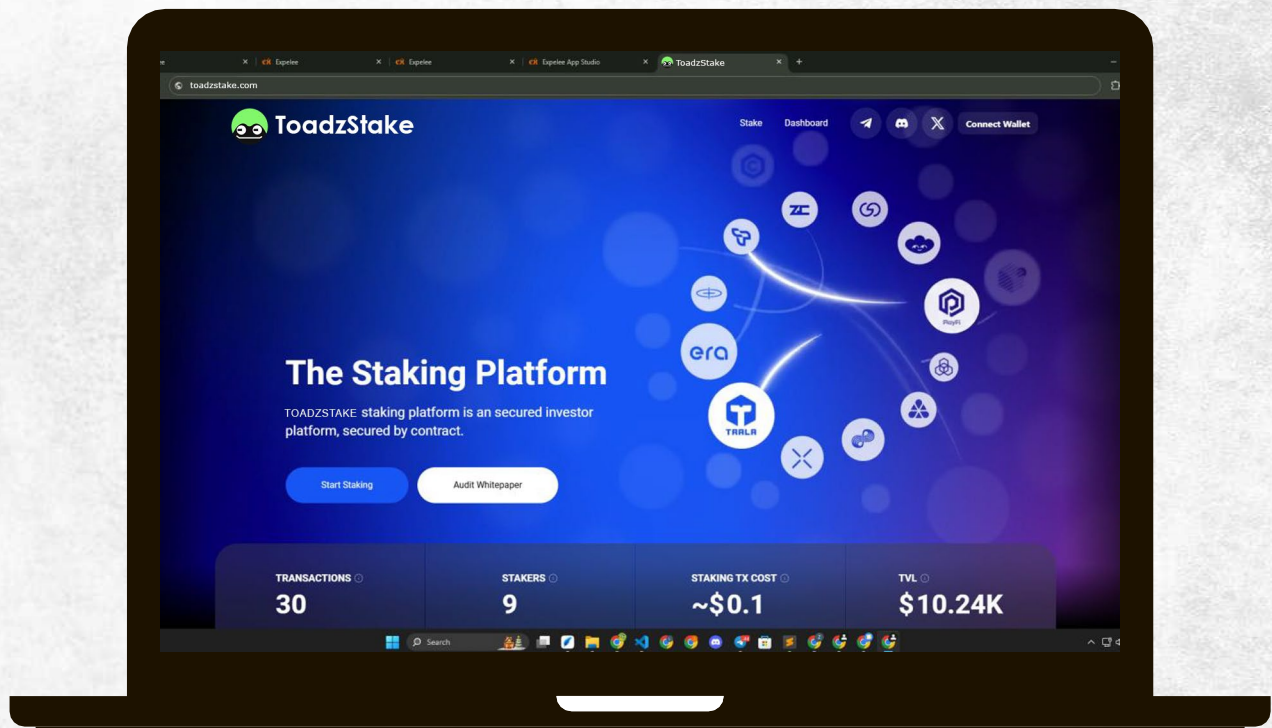 Expelee
Expelee
Expelee App Studio
ToadzStake
toadzstake.com
ToadzStake
Stake
Dashboard
Connect Wallet
PlayFi
era
TAALA
The Staking Platform
TOADZSTAKE staking platform is an secured investor
platform, secured by contract.
Start Staking
Audit Whitepaper
TRANSACTIONS
30
STAKERS
9
STAKING TX COST
~$0.1
TVL
$10.24K
Search